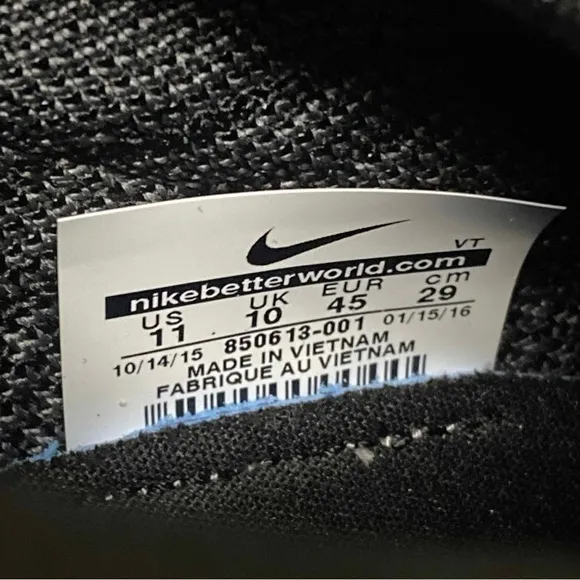 VT
nikebetterworld.com
US UK EUR cm
11 10 45 29
10/14/15 850613-001 01/15/16
MADE IN VIETNAM
FABRIQUE AU VIETNAM